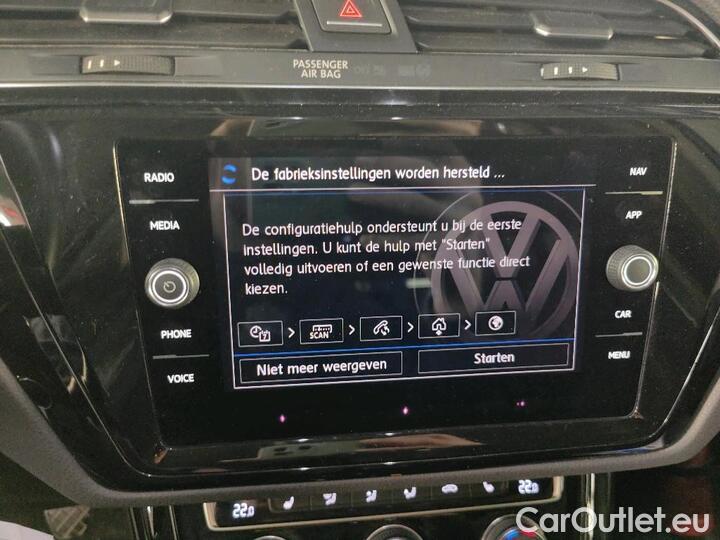 PASSENGER
AIR BAG
RADIO
MEDIA
PHONE
VOICE
NAV
APP
CAR
MENU
De fabrieksinstellingen worden hersteld ...
De configuratiehulp ondersteunt u bij de eerste
instellingen. U kunt de hulp met "Starten"
volledig uitvoeren of een gewenste functie direct
kiezen.
7 > SCAN > > >
Niet meer weergeven
Starten
22.0
22.0
CarOutlet.eu